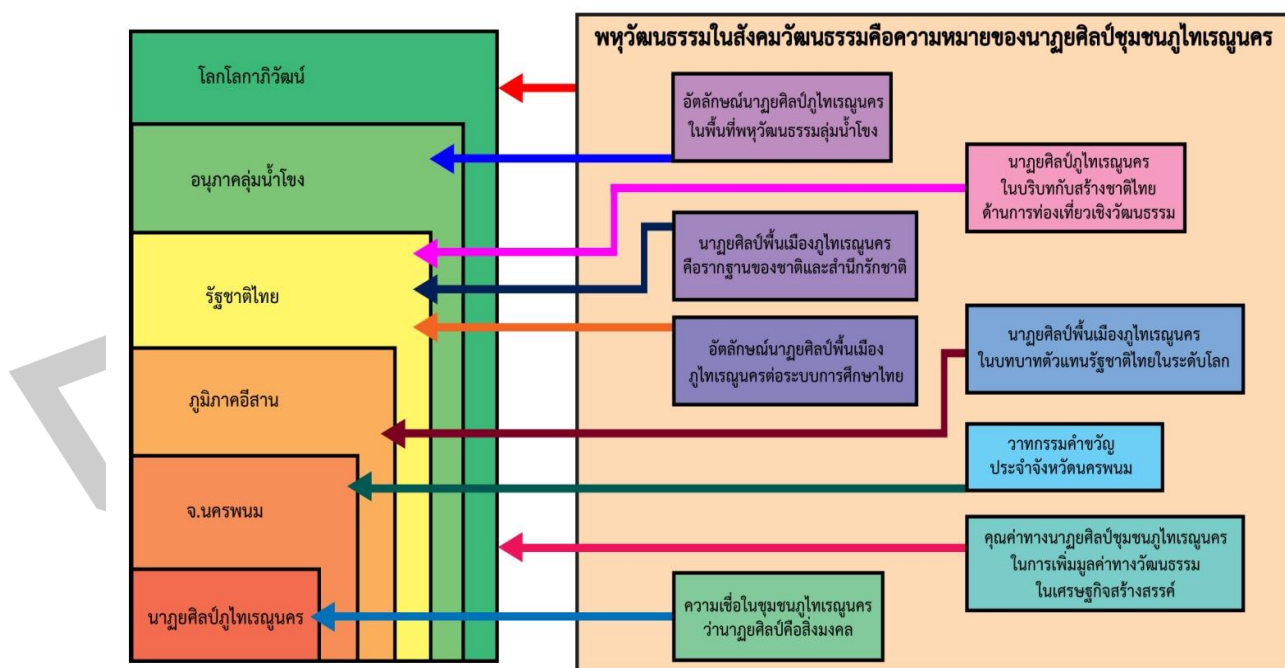 โลกโลกาภิวัฒน์
อนุภาคลุ่มน้ำโขง
รัฐชาติไทย
ภูมิภาคอีสาน
จ.นครพนม
นาฏยศิลป์ภูไทเรณูนคร
พหุวัฒนธรรมในสังคมวัฒนธรรมคือความหมายของนาฏยศิลป์ชุมชนภูไทเรณูนคร
อัตลักษณ์นาฏยศิลป์ภูไทเรณูนคร
ในพื้นที่พหุวัฒนธรรมลุ่มน้ำโขง
นาฏยศิลป์ภูไทเรณูนคร
ในบริบทกับสร้างชาติไทย
ด้านการท่องเที่ยวเชิงวัฒนธรรม
นาฏยศิลป์พื้นเมืองภูไทเรณูนคร
คือรากฐานของชาติและสำนึกรักชาติ
อัตลักษณ์นาฏยศิลป์พื้นเมือง
ภูไทเรณูนครต่อระบบการศึกษาไทย
นาฏยศิลป์พื้นเมืองภูไทเรณูนคร
ในบทบาทตัวแทนรัฐชาติไทยในระดับโลก
วาทกรรมคำขวัญ
ประจำจังหวัดนครพนม
คุณค่าทางนาฏยศิลป์ชุมชนภูไทเรณูนคร
ในการเพิ่มมูลค่าทางวัฒนธรรม
ในเศรษฐกิจสร้างสรรค์
ความเชื่อในชุมชนภูไทเรณูนคร
ว่านาฏยศิลป์คือสิ่งมงคล